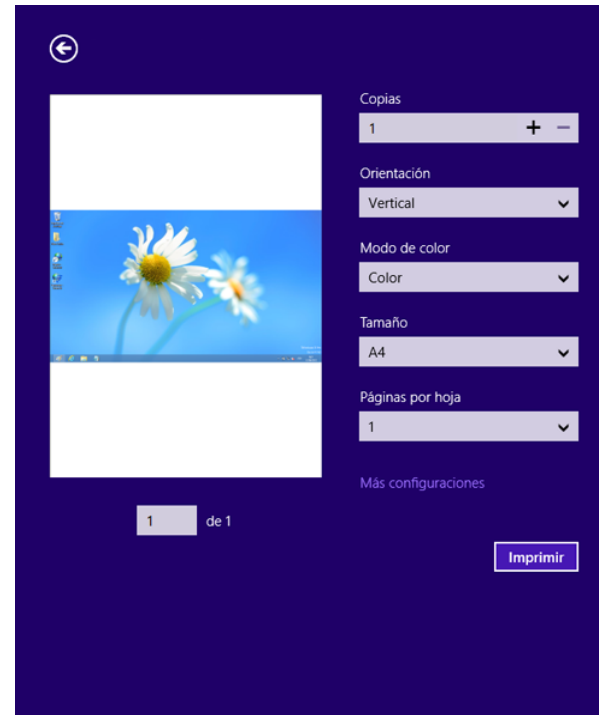 Copias
1
Orientación
Vertical
Modo de color
Color
Tamaño
A4
Páginas por hoja
1
Más configuraciones
1 de 1
Imprimir